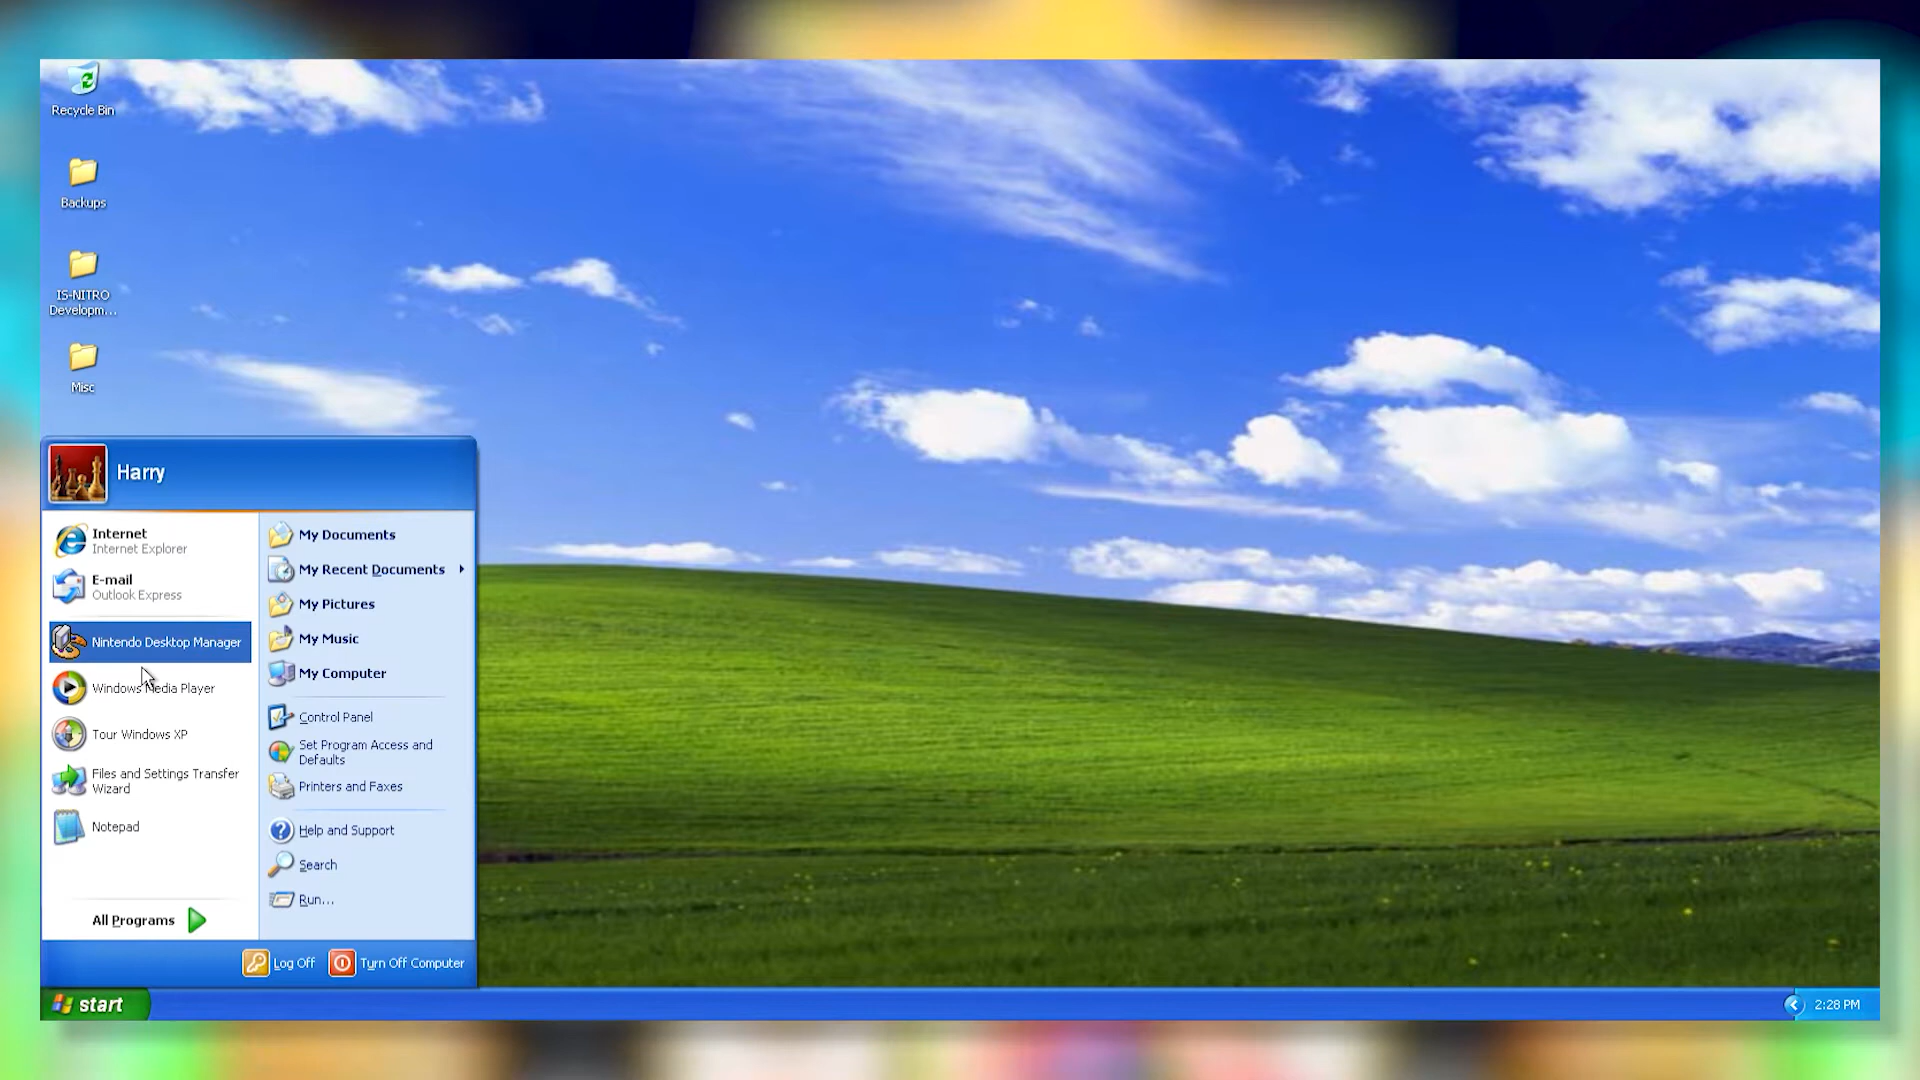 Recycle Bin
Backups
IS-NITRO
Developm...
Misc
Harry
Internet
Internet Explorer
E-mail
Outlook Express
Nintendo Desktop Manager
Windows Media Player
Tour Windows XP
Files and Settings Transfer
Wizard
Notepad
All Programs
My Documents
My Recent Documents
My Pictures
My Music
My Computer
Control Panel
Set Program Access and
Defaults
Printers and Faxes
Help and Support
Search
Run...
Log Off
Turn Off Computer
start
2:28 PM